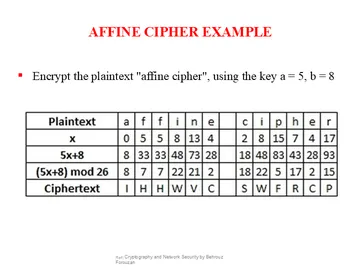 AFFINE CIPHER EXAMPLE
Encrypt the plaintext "affine cipher", using the key a = 5, b = 8
Plaintext a f f i n e c i p h e r
x 0 5 5 8 13 4 2 8 15 7 4 17
5x+8 8 33 33 48 73 28 18 48 83 43 28 93
(5x+8) mod 26 8 7 7 22 21 2 18 22 5 17 2 15
Ciphertext I H H W V C S W F R C P
Cryptography and Network Security by Behrouz
Forouzan